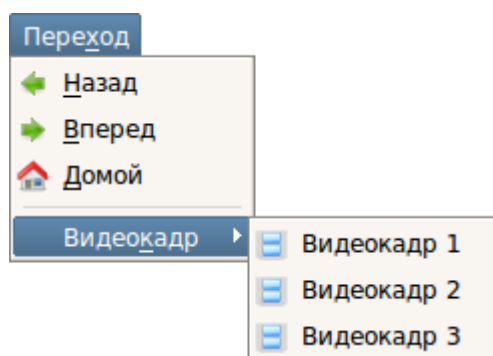 Переход
Назад
Вперед
Домой
Видеокадр
Видеокадр 1
Видеокадр 2
Видеокадр 3